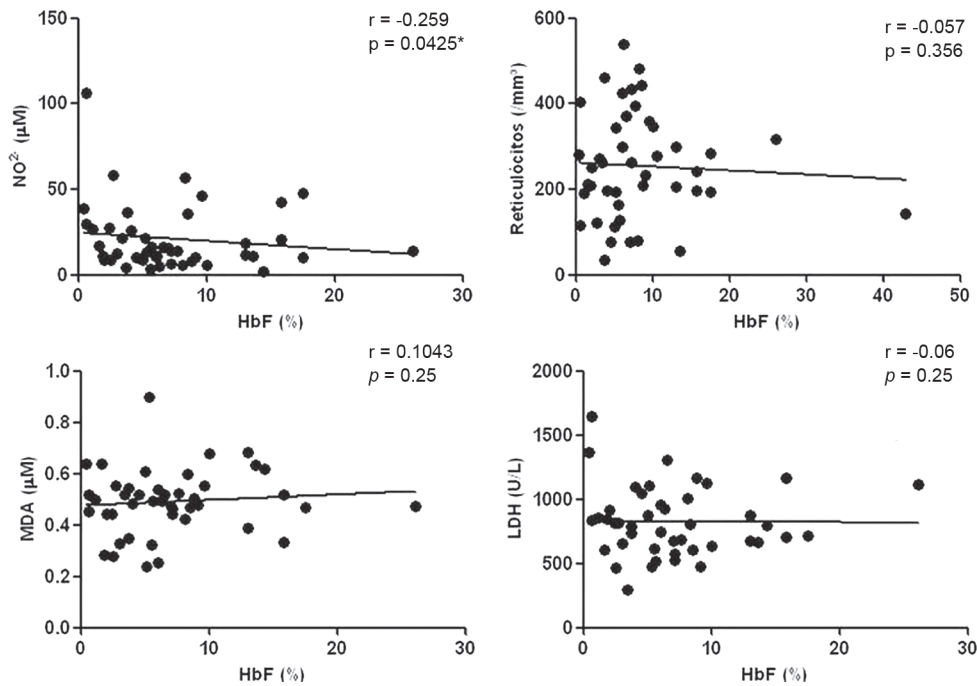 r = -0.259
p = 0.0425*
NO²⁻ (µM)
150
100
50
0
0 10 20 30
HbF (%)
r = -0.057
p = 0.356
Reticulócitos (/mm³)
600
400
200
0
0 10 20 30 40 50
HbF (%)
r = 0.1043
p = 0.25
MDA (µM)
1.0
0.8
0.6
0.4
0.2
0.0
0 10 20 30
HbF (%)
r = -0.06
p = 0.25
LDH (U/L)
2000
1500
1000
500
0
0 10 20 30
HbF (%)